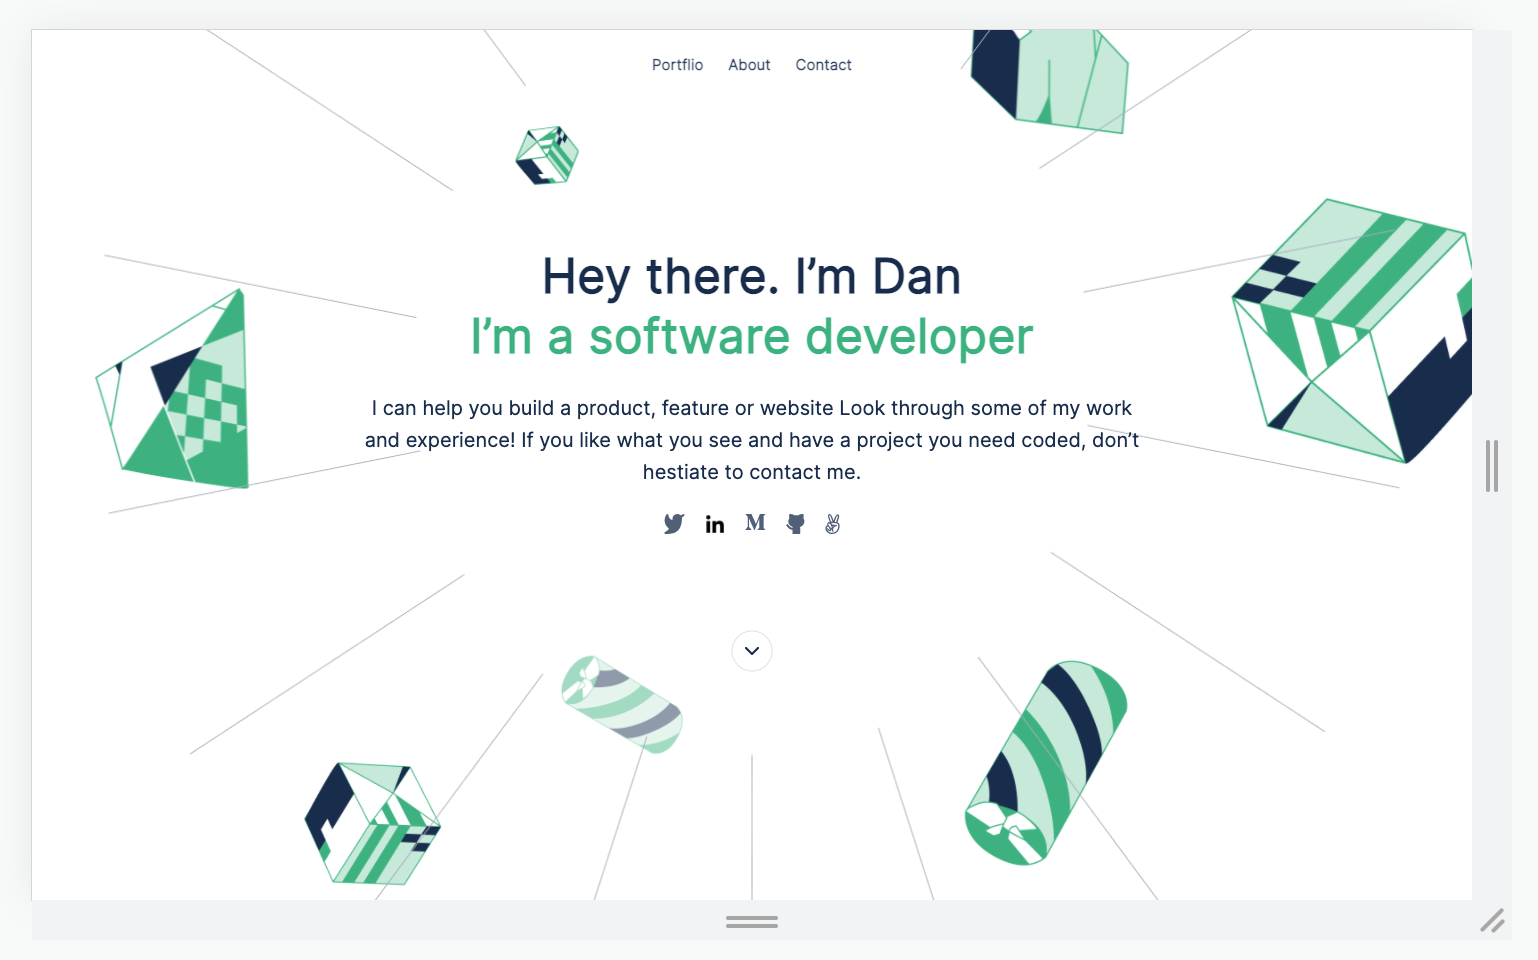 Portflio About Contact
Hey there. I’m Dan
I’m a software developer
I can help you build a product, feature or website Look through some of my work
and experience! If you like what you see and have a project you need coded, don’t
hestiate to contact me.